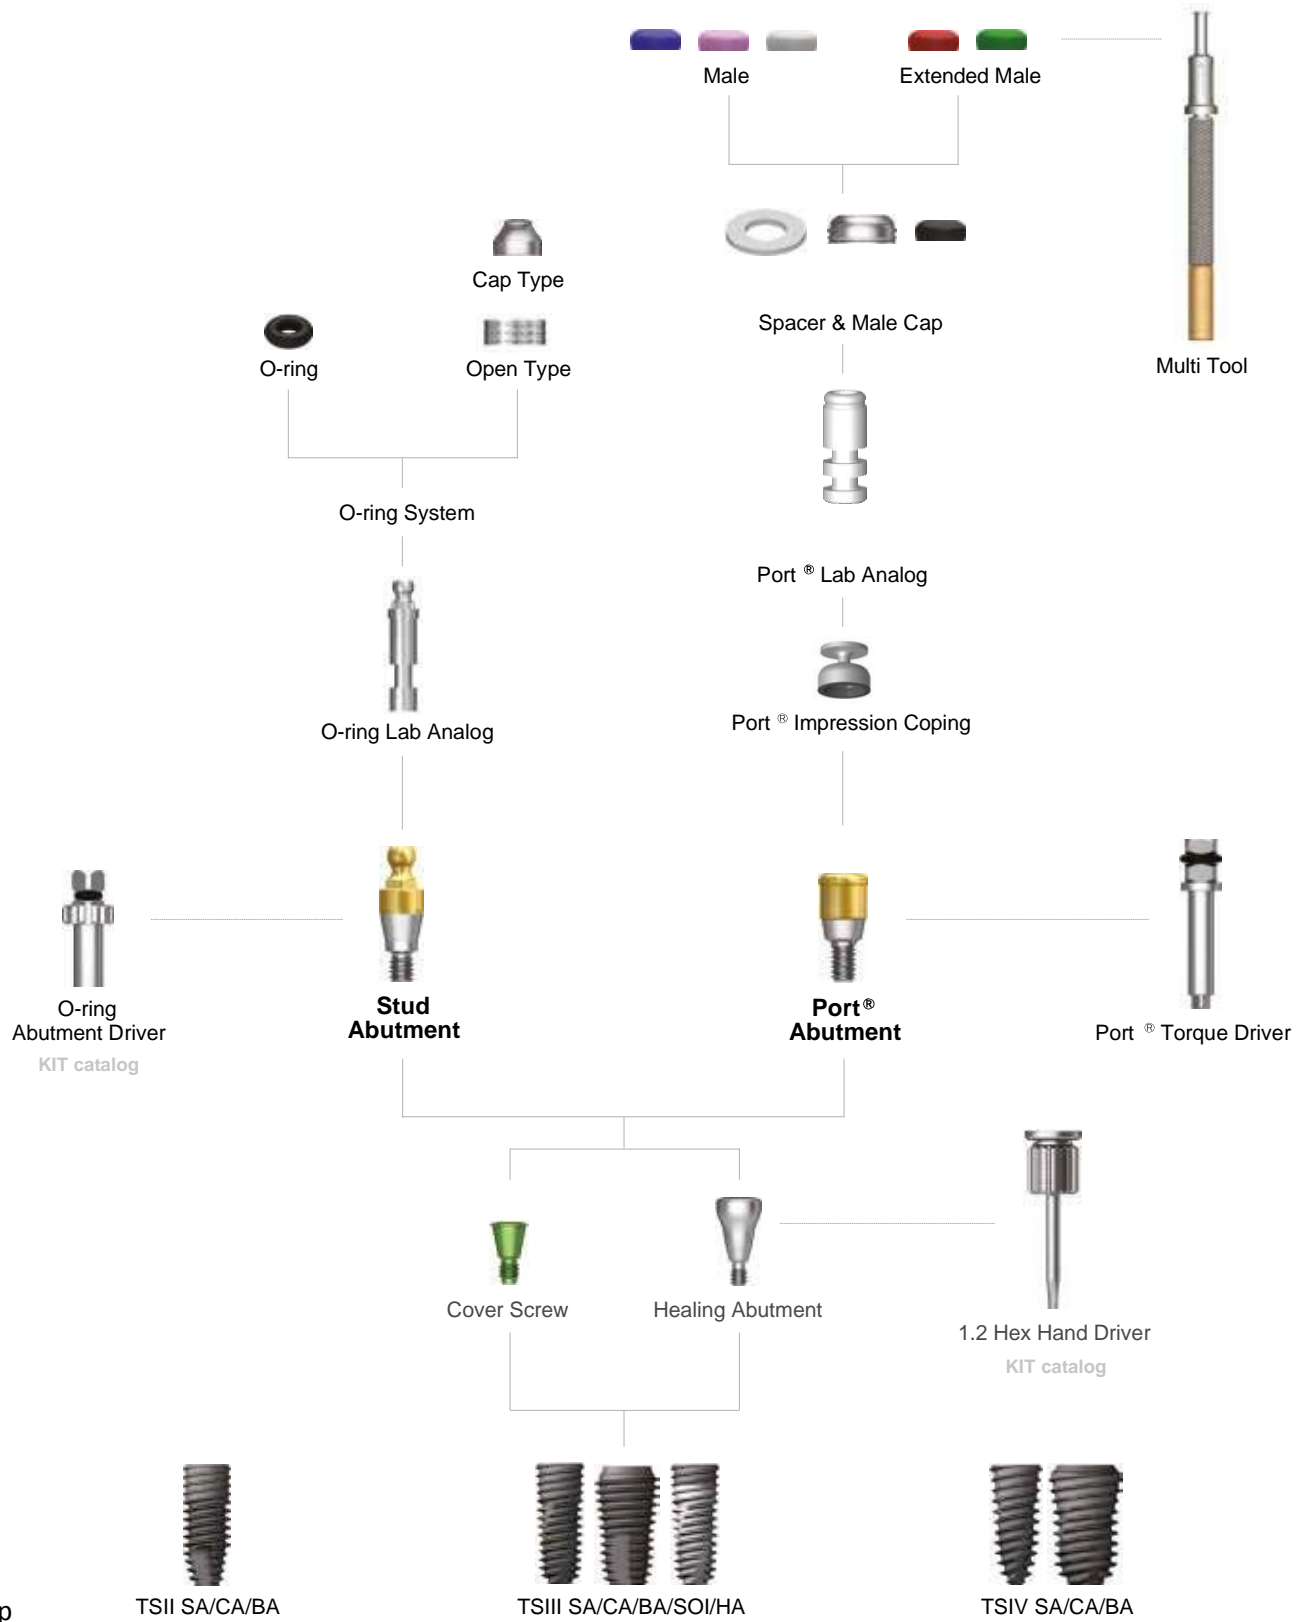 Male
Extended Male
Cap Type
Spacer & Male Cap
O-ring
Open Type
Multi Tool
O-ring System
Port ® Lab Analog
Port ® Impression Coping
O-ring Lab Analog
O-ring
Abutment Driver
KIT catalog
Stud
Abutment
Port®
Abutment
Port ® Torque Driver
Cover Screw
Healing Abutment
1.2 Hex Hand Driver
KIT catalog
TSII SA/CA/BA
TSIII SA/CA/BA/SOI/HA
TSIV SA/CA/BA
p